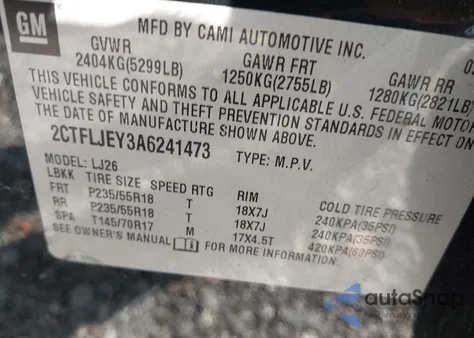 GM
MFD BY CAMI AUTOMOTIVE INC.
GVWR GAWR FRT GAWR RR
2404KG(5299LB) 1250KG(2755LB) 1280KG(2821LB)
THIS VEHICLE CONFORMS TO ALL APPLICABLE U.S. FEDERAL MOTOR
VEHICLE SAFETY AND THEFT PREVENTION STANDARDS IN EFFECT ON
THE DATE OF MANUFACTURE SHOWN ABOVE.
2CTFLJEY3A6241473 TYPE: M.P.V.
MODEL: LJ26
LBKK TIRE SIZE SPEED RTG RIM COLD TIRE PRESSURE
FRT P235/55R18 T 18X7J 240KPA(35PSI)
RR P235/55R18 T 18X7J 240KPA(35PSI)
SPA T145/70R17 M 17X4.5T 420KPA(60PSI)
SEE OWNER'S MANUAL FOR MORE INFORMATION.
autoSnap